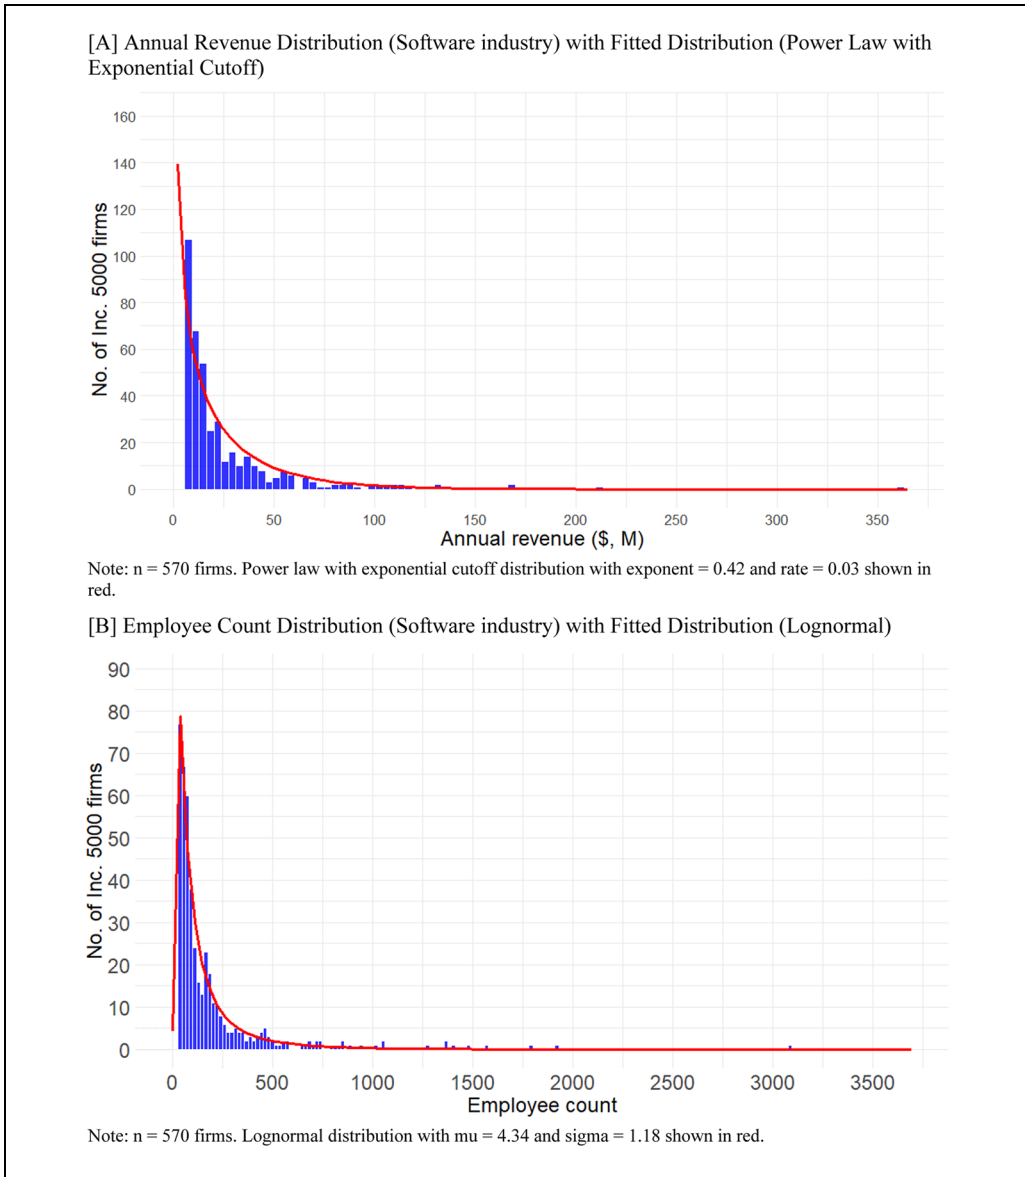 [A] Annual Revenue Distribution (Software industry) with Fitted Distribution (Power Law with
Exponential Cutoff)
160
140
120
100
80
60
40
20
0
No. of Inc. 5000 firms
0 50 100 150 200 250 300 350
Annual revenue ($, M)
Note: n = 570 firms. Power law with exponential cutoff distribution with exponent = 0.42 and rate = 0.03 shown in
red.
[B] Employee Count Distribution (Software industry) with Fitted Distribution (Lognormal)
90
80
70
60
50
40
30
20
10
0
No. of Inc. 5000 firms
0 500 1000 1500 2000 2500 3000 3500
Employee count
Note: n = 570 firms. Lognormal distribution with mu = 4.34 and sigma = 1.18 shown in red.